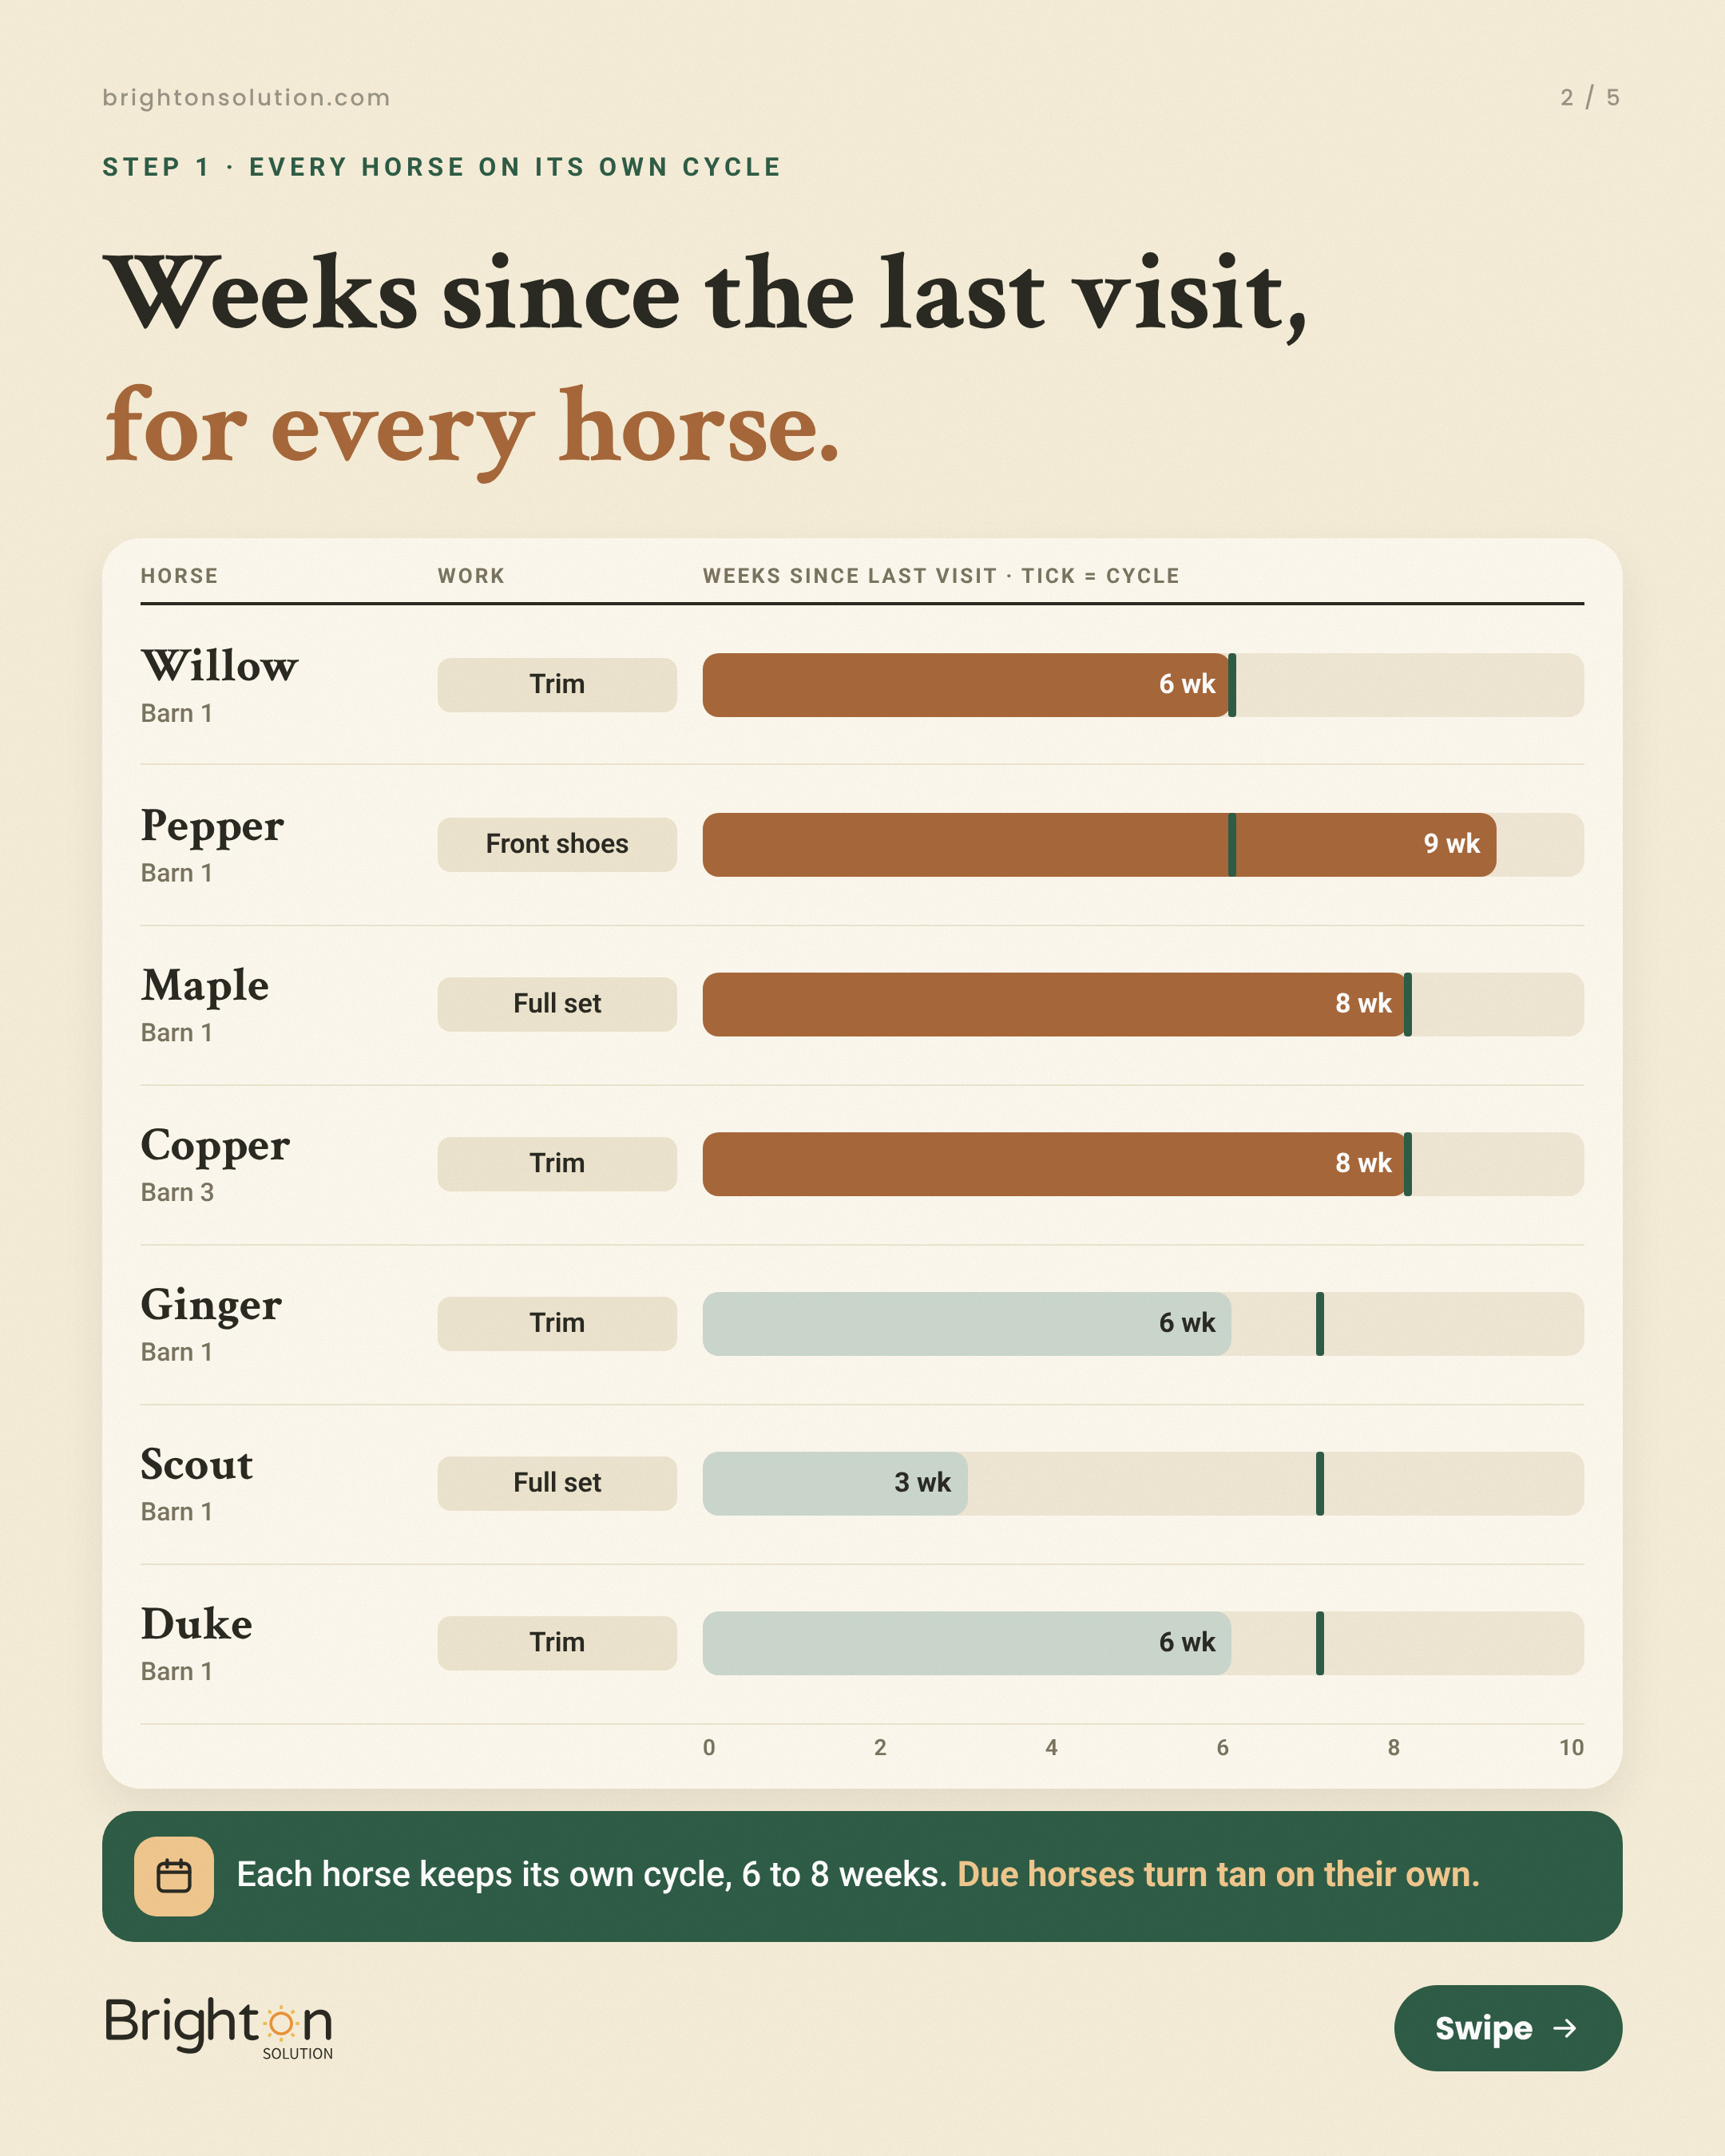 brightonsolution.com
2 / 5
STEP 1 · EVERY HORSE ON ITS OWN CYCLE
Weeks since the last visit,
for every horse.
HORSE WORK WEEKS SINCE LAST VISIT · TICK = CYCLE
Willow
Barn 1
Trim
6 wk
Pepper
Barn 1
Front shoes
9 wk
Maple
Barn 1
Full set
8 wk
Copper
Barn 3
Trim
8 wk
Ginger
Barn 1
Trim
6 wk
Scout
Barn 1
Full set
3 wk
Duke
Barn 1
Trim
6 wk
0 2 4 6 8 10
Each horse keeps its own cycle, 6 to 8 weeks. Due horses turn tan on their own.
Brighton
SOLUTION
Swipe →